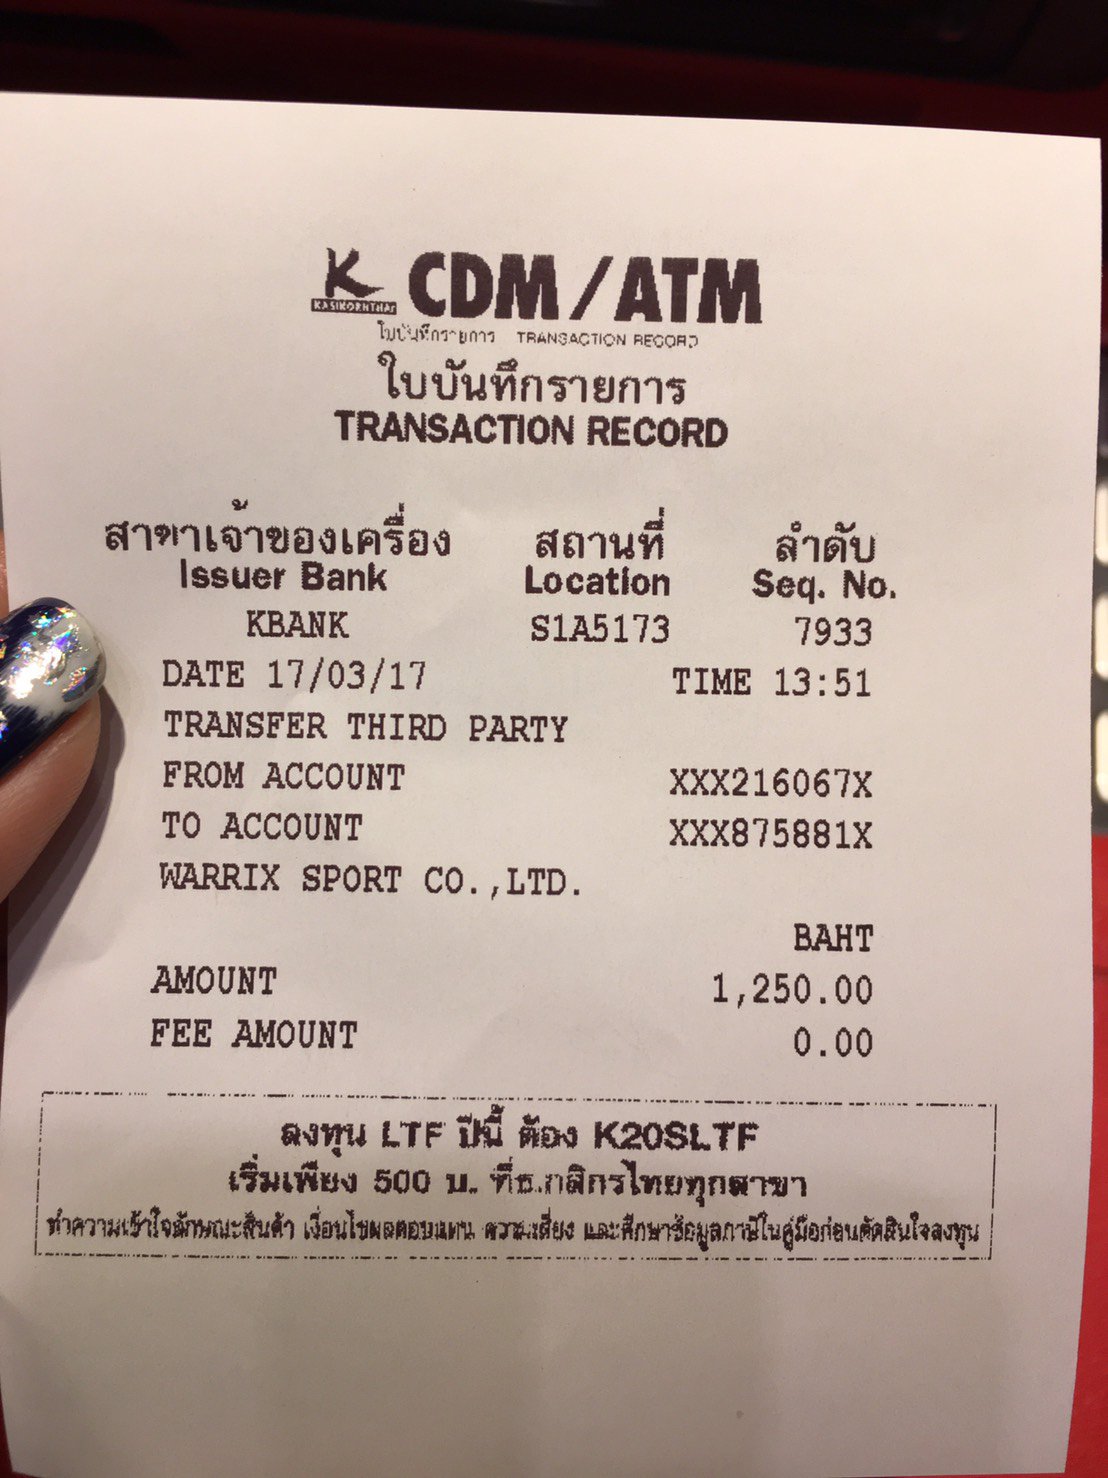 K CDM/ATM
KASIKORNTHAI
ใบบันทึกรายการ TRANSACTION RECORD
ใบบันทึกรายการ
TRANSACTION RECORD
สาขาเจ้าของเครื่อง สถานที่ ลำดับ
Issuer Bank Location Seq. No.
KBANK S1A5173 7933
DATE 17/03/17 TIME 13:51
TRANSFER THIRD PARTY
FROM ACCOUNT XXX216067X
TO ACCOUNT XXX875881X
WARRIX SPORT CO.,LTD.
BAHT
AMOUNT 1,250.00
FEE AMOUNT 0.00
ลงทุน LTF ปีนี้ ต้อง K20SLTF
เริ่มเพียง 500 บ. ที่ธ.กสิกรไทยทุกสาขา
ทำความเข้าใจลักษณะสินค้า เงื่อนไขผลตอบแทน ความเสี่ยง และศึกษาข้อมูลภาษีในคู่มือก่อนตัดสินใจลงทุน